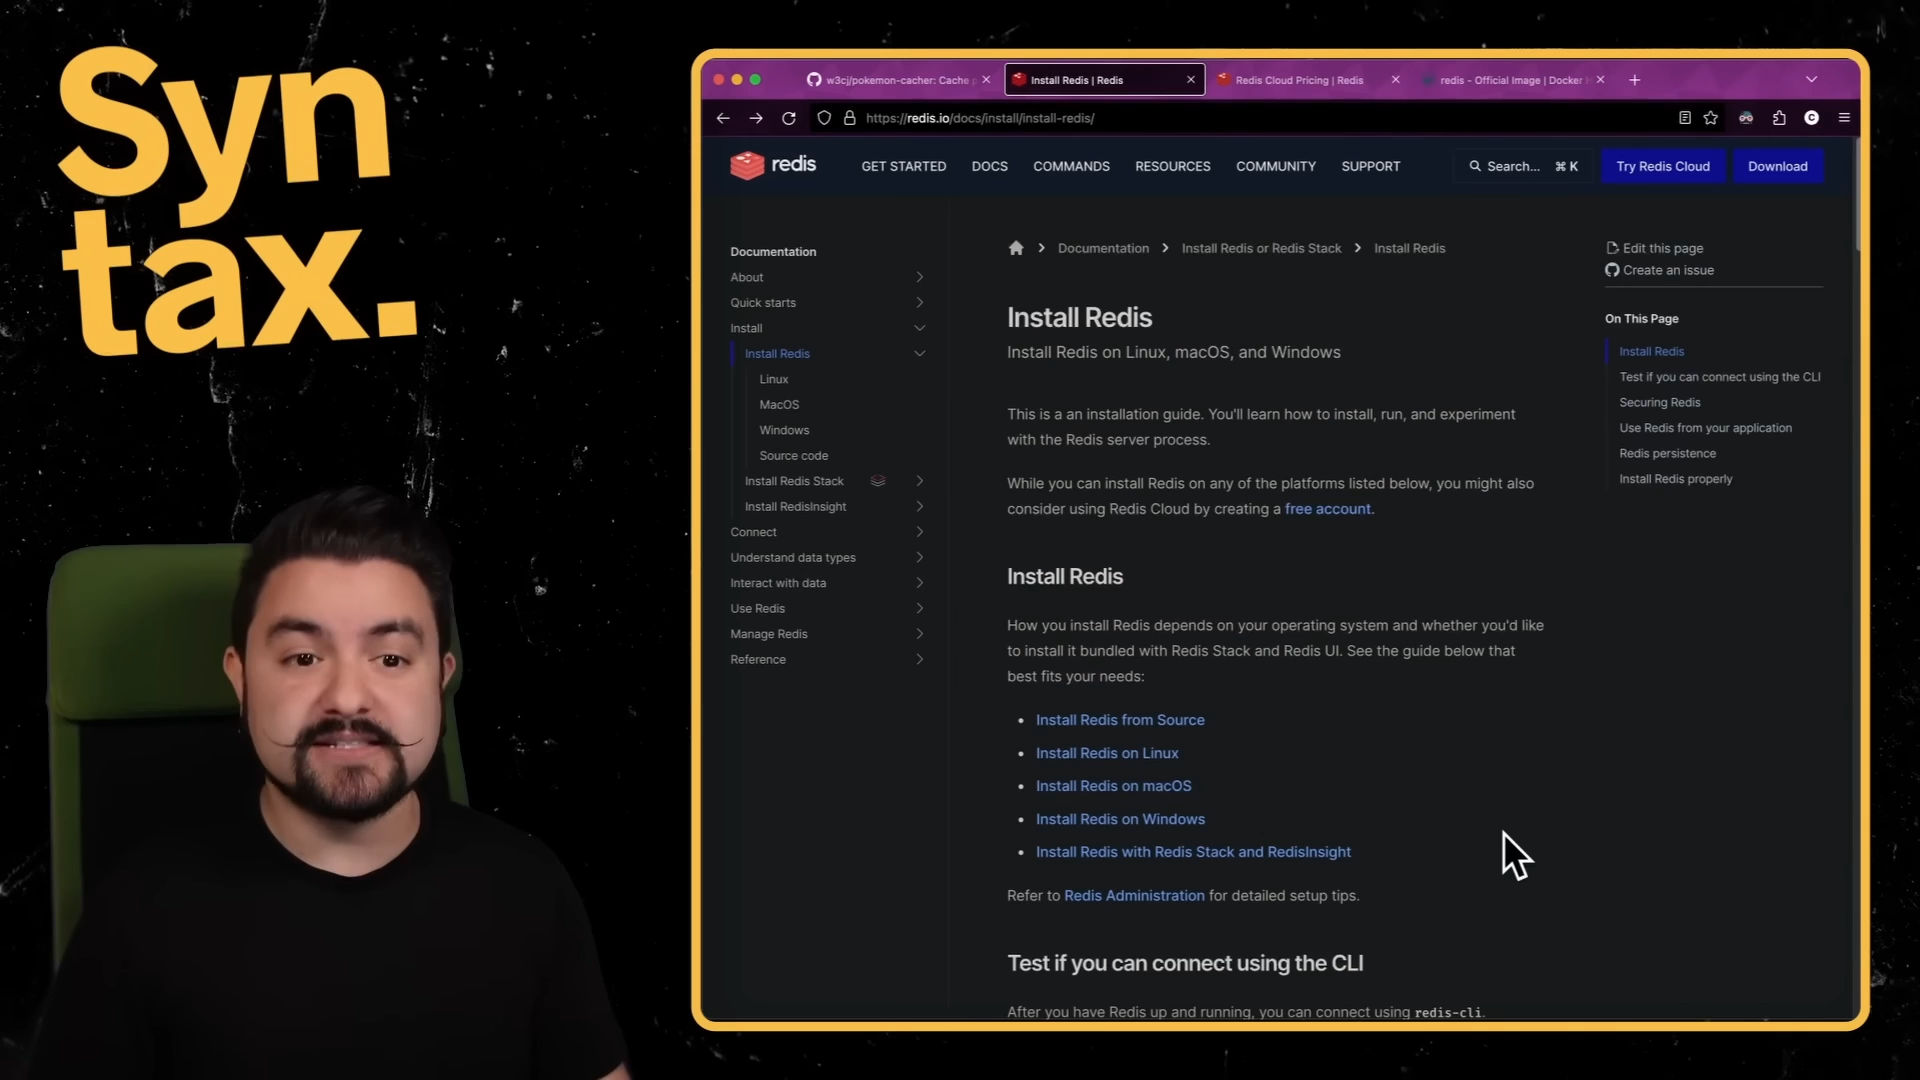 Syn
tax.
w3cj/pokemon-cacher: Cache
Install Redis | Redis
Redis Cloud Pricing | Redis
redis - Official Image | Docker
https://redis.io/docs/install/install-redis/
redis
GET STARTED
DOCS
COMMANDS
RESOURCES
COMMUNITY
SUPPORT
Search... ⌘ K
Try Redis Cloud
Download
Documentation
About
Quick starts
Install
Install Redis
Linux
MacOS
Windows
Source code
Install Redis Stack
Install RedisInsight
Connect
Understand data types
Interact with data
Use Redis
Manage Redis
Reference
Documentation > Install Redis or Redis Stack > Install Redis
Install Redis
Install Redis on Linux, macOS, and Windows
This is a an installation guide. You'll learn how to install, run, and experiment
with the Redis server process.
While you can install Redis on any of the platforms listed below, you might also
consider using Redis Cloud by creating a free account.
Install Redis
How you install Redis depends on your operating system and whether you'd like
to install it bundled with Redis Stack and Redis UI. See the guide below that
best fits your needs:
• Install Redis from Source
• Install Redis on Linux
• Install Redis on macOS
• Install Redis on Windows
• Install Redis with Redis Stack and RedisInsight
Refer to Redis Administration for detailed setup tips.
Test if you can connect using the CLI
After you have Redis up and running, you can connect using redis-cli.
Edit this page
Create an issue
On This Page
Install Redis
Test if you can connect using the CLI
Securing Redis
Use Redis from your application
Redis persistence
Install Redis properly